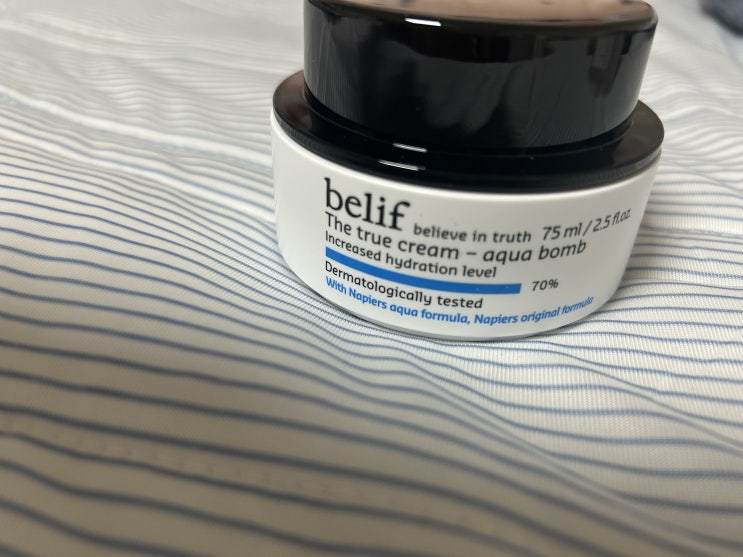 belif believe in truth 75 ml / 2.5 fl.oz.
The true cream – aqua bomb
Increased hydration level
70%
Dermatologically tested
With Napiers aqua formula, Napiers original formula